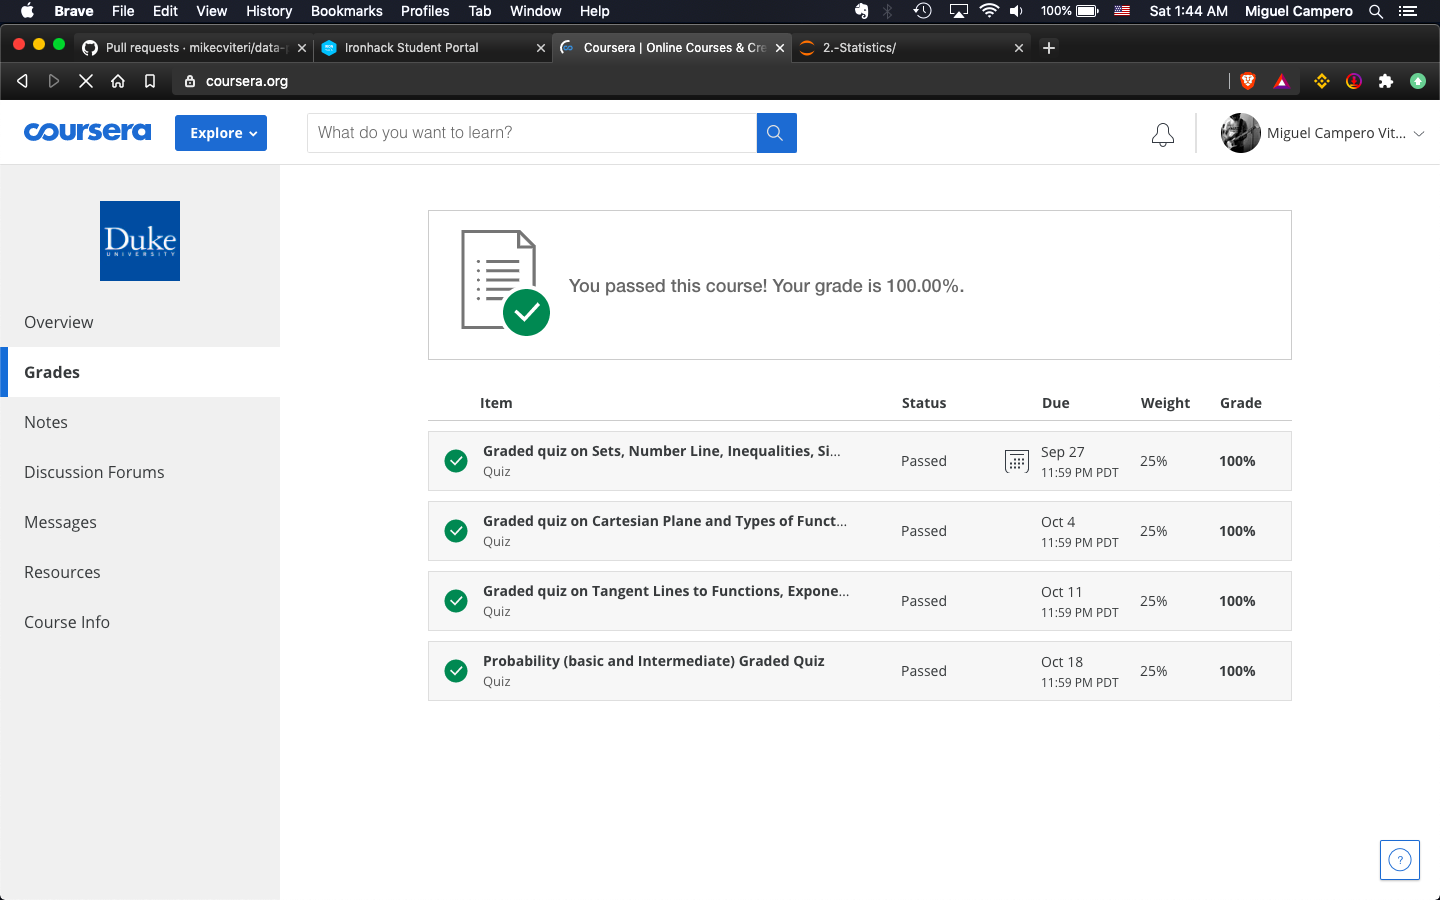 Brave File Edit View History Bookmarks Profiles Tab Window Help 100% Sat 1:44 AM Miguel Campero
Pull requests · mikecviteri/data- Ironhack Student Portal Coursera | Online Courses & Cre 2.-Statistics/
coursera.org
coursera Explore What do you want to learn? Miguel Campero Vit...
Duke
UNIVERSITY
Overview
Grades
Notes
Discussion Forums
Messages
Resources
Course Info
You passed this course! Your grade is 100.00%.
Item Status Due Weight Grade
Graded quiz on Sets, Number Line, Inequalities, Si...
Quiz
Passed
Sep 27
11:59 PM PDT
25%
100%
Graded quiz on Cartesian Plane and Types of Funct...
Quiz
Passed
Oct 4
11:59 PM PDT
25%
100%
Graded quiz on Tangent Lines to Functions, Expone...
Quiz
Passed
Oct 11
11:59 PM PDT
25%
100%
Probability (basic and Intermediate) Graded Quiz
Quiz
Passed
Oct 18
11:59 PM PDT
25%
100%
?